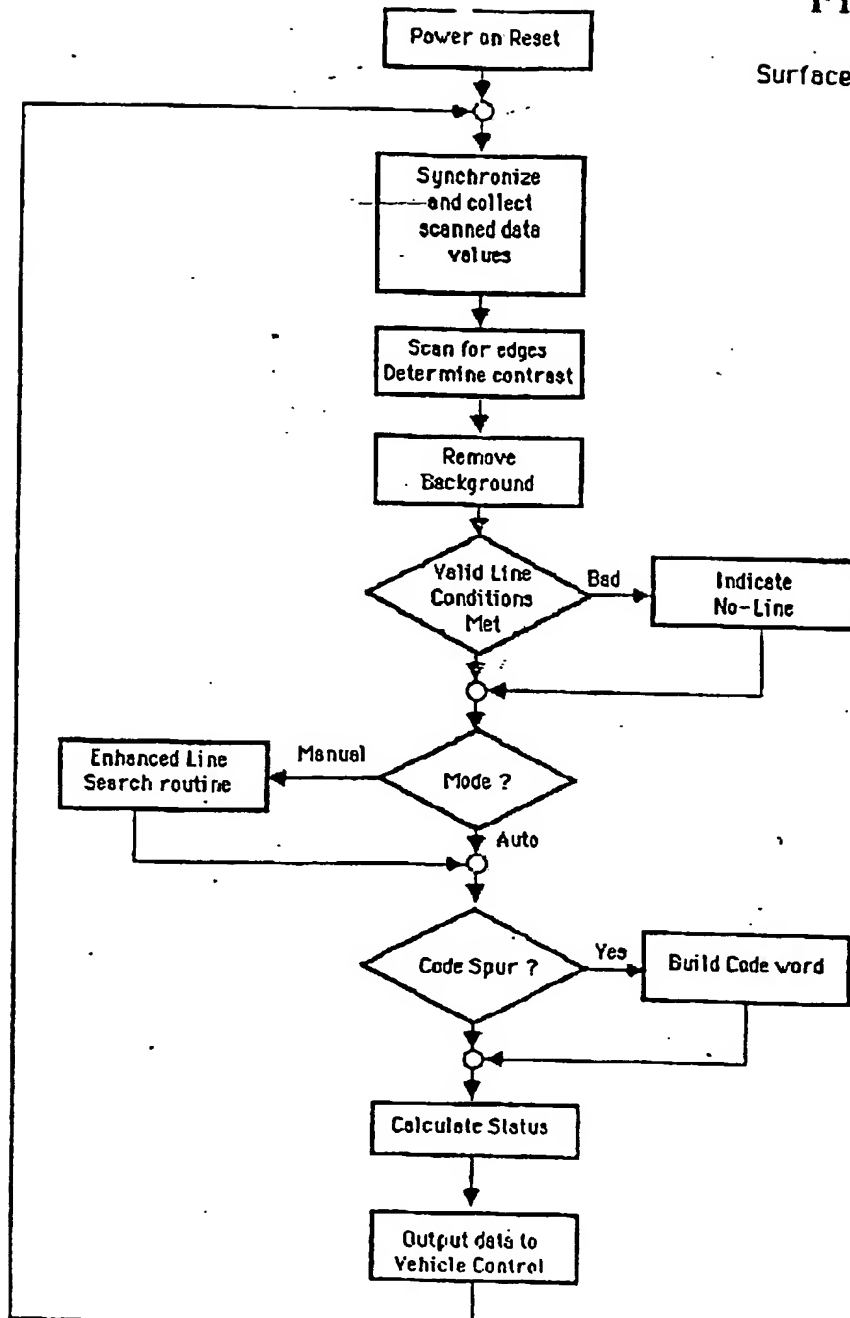 Power on Reset
Surface
Synchronize
and collect
scanned data
values
Scan for edges
Determine contrast
Remove
Background
Valid Line
Conditions
Met
Bad
Indicate
No-Line
Enhanced Line
Search routine
Manual
Mode ?
Auto
Code Spur ?
Yes
Build Code word
Calculate Status
Output data to
Vehicle Control